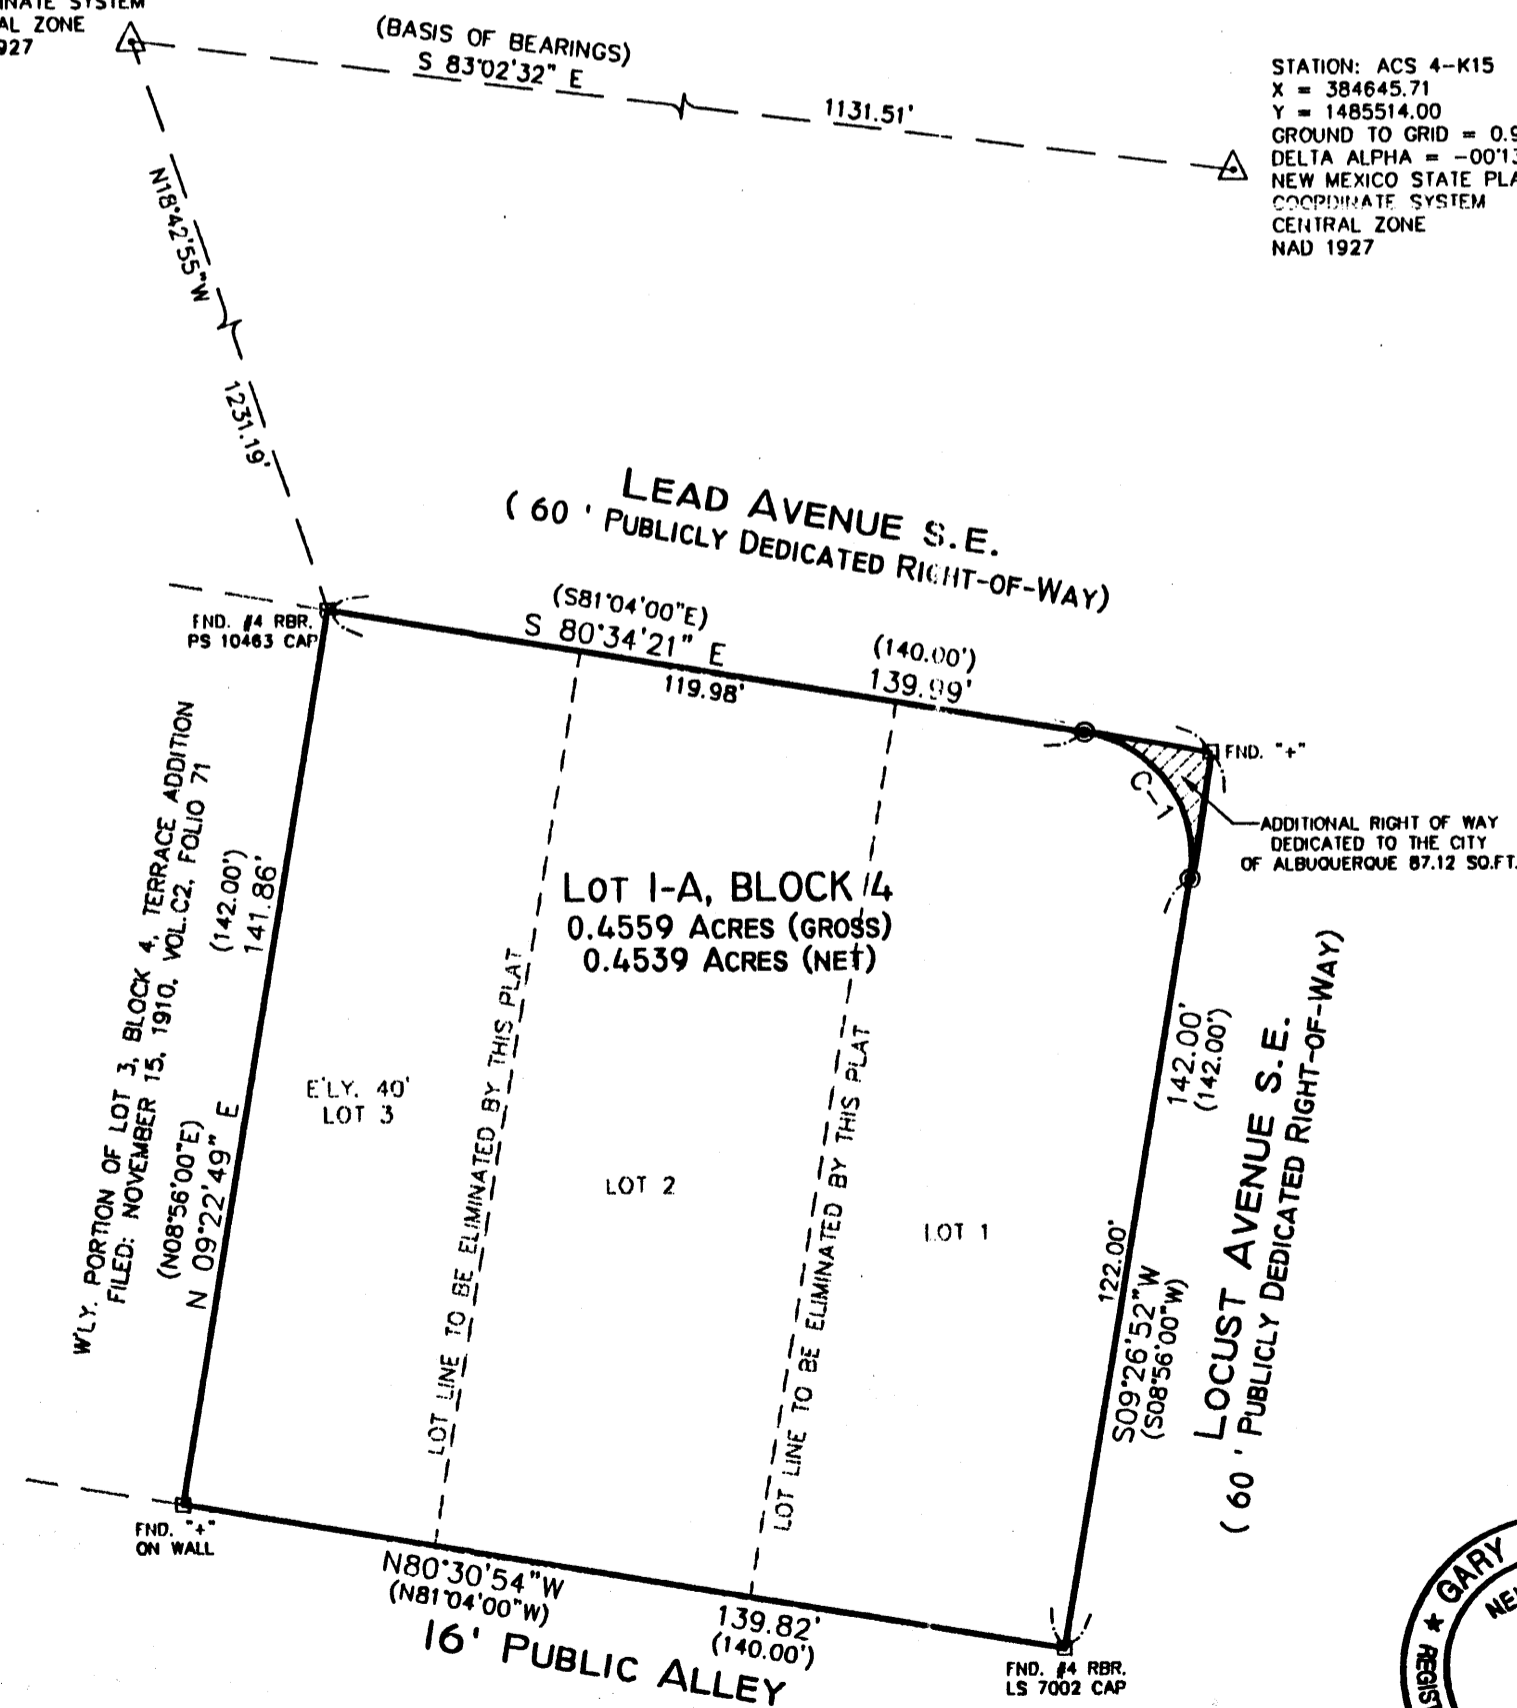 AL ZONE
(BASIS OF BEARINGS)
S 83°02'32" E
1131.51'
STATION: ACS 4-K15
X = 384645.71
Y = 1485514.00
GROUND TO GRID = 0.9
DELTA ALPHA = -00°13
NEW MEXICO STATE PLA
COORDINATE SYSTEM
CENTRAL ZONE
NAD 1927
N18°42'55"W
1231.19'
LEAD AVENUE S.E.
( 60 ' PUBLICLY DEDICATED RIGHT-OF-WAY)
FND. #4 RBR.
PS 10463 CAP
(S81°04'00"E)
S 80°34'21" E
119.98'
(140.00')
139.99'
FND. "+"
C-1
ADDITIONAL RIGHT OF WAY
DEDICATED TO THE CITY
OF ALBUQUERQUE 87.12 SQ.FT.
W'LY. PORTION OF LOT 3, BLOCK 4, TERRACE ADDITION
FILED: NOVEMBER 15, 1910, VOL.C2, FOLIO 71
(142.00')
141.86'
(N08°56'00"E)
N 09°22'49" E
LOT 1-A, BLOCK 4
0.4559 ACRES (GROSS)
0.4539 ACRES (NET)
E'LY. 40'
LOT 3
LOT LINE TO BE ELIMINATED BY THIS PLAT
LOT 2
LOT LINE TO BE ELIMINATED BY THIS PLAT
LOT 1
142.00'
(142.00')
122.00'
S09°26'52"W
(S08°56'00"W)
LOCUST AVENUE S.E.
( 60 ' PUBLICLY DEDICATED RIGHT-OF-WAY)
FND. "+"
ON WALL
N80°30'54"W
(N81°04'00"W)
139.82'
(140.00')
16' PUBLIC ALLEY
FND. #4 RBR.
LS 7002 CAP
GARY